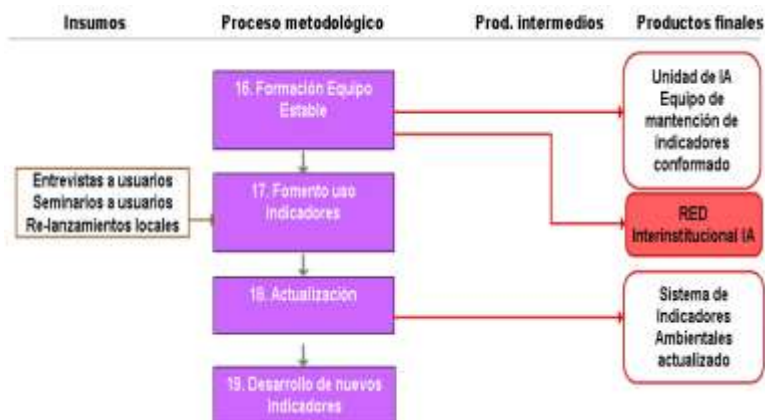 Insumos
Proceso metodológico
Prod. intermedios
Productos finales
16. Formación Equipo
Estable
Unidad de IA
Equipo de
mantención de
indicadores
conformado
Entrevistas a usuarios
Seminarios a usuarios
Re-lanzamientos locales
17. Fomento uso
Indicadores
RED
Interinstitucional IA
18. Actualización
Sistema de
Indicadores
Ambientales
actualizado
19. Desarrollo de nuevos
Indicadores